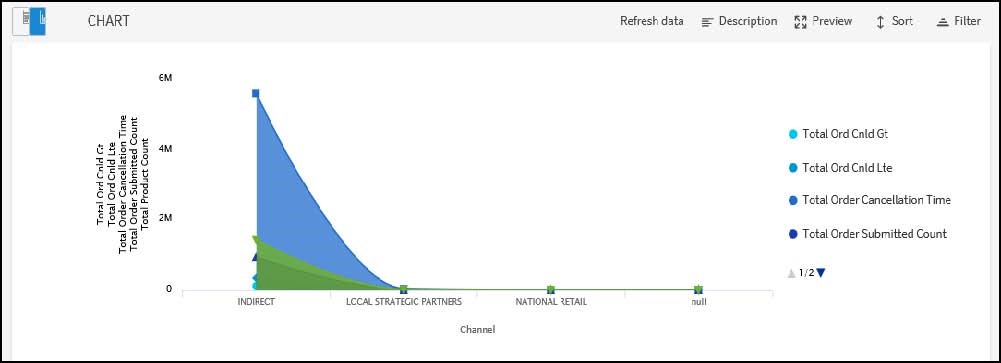 CHART
Refresh data
Description
Preview
Sort
Filter
6M
4M
2M
0
Total Ord Cnld Gt
Total Ord Cnld Lte
Total Order Cancellation Time
Total Order Submitted Count
Total Product Count
INDIRECT
LOCAL STRATEGIC PARTNERS
NATIONAL RETAIL
null
Channel
Total Ord Cnld Gt
Total Ord Cnld Lte
Total Order Cancellation Time
Total Order Submitted Count
1/2